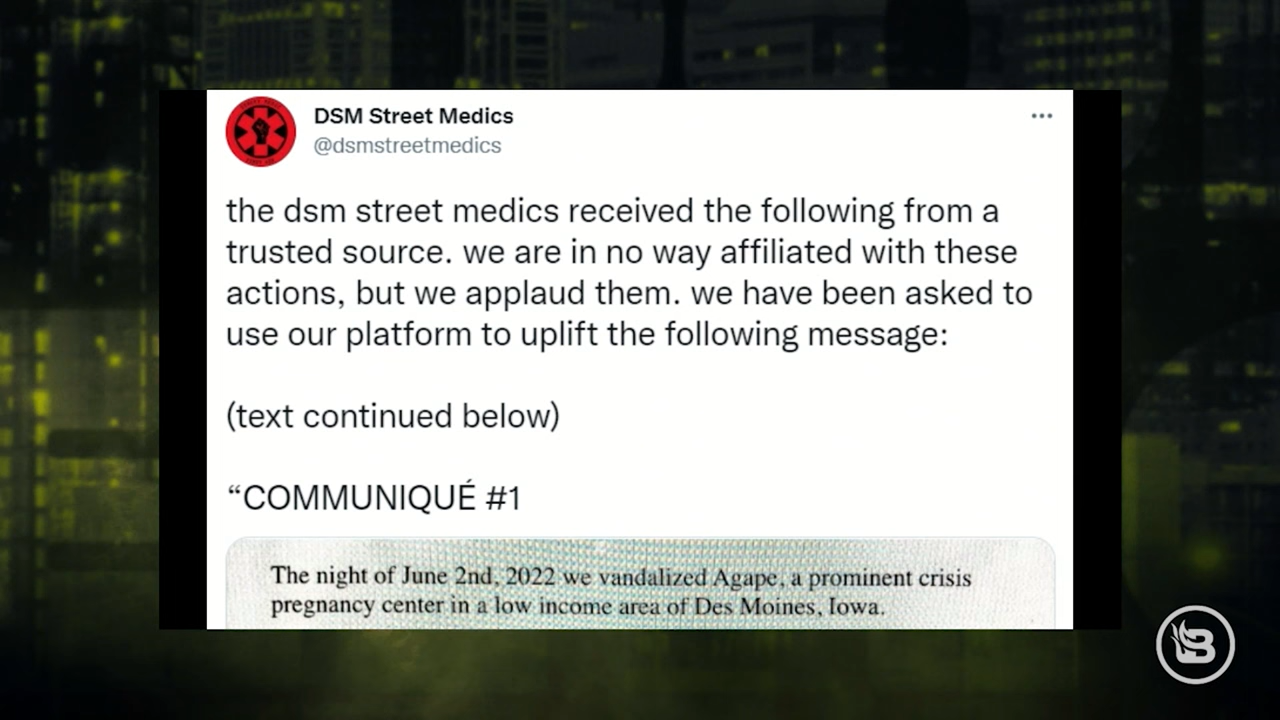 DSM Street Medics
@dsmstreetmedics
the dsm street medics received the following from a
trusted source. we are in no way affiliated with these
actions, but we applaud them. we have been asked to
use our platform to uplift the following message:
(text continued below)
“COMMUNIQUÉ #1
The night of June 2nd, 2022 we vandalized Agape, a prominent crisis
pregnancy center in a low income area of Des Moines, Iowa.
B